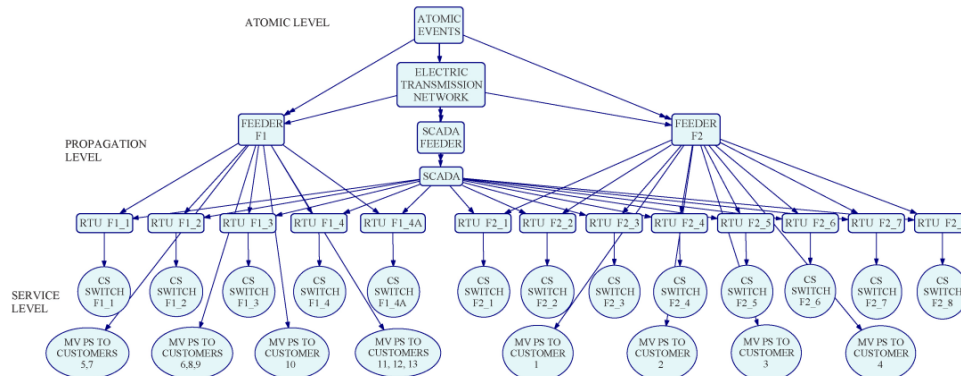 ATOMIC LEVEL
ATOMIC
EVENTS
ELECTRIC
TRANSMISSION
NETWORK
PROPAGATION
LEVEL
FEEDER
F1
SCADA
FEEDER
FEEDER
F2
SCADA
RTU F1_1
RTU F1_2
RTU F1_3
RTU F1_4
RTU F1_4A
RTU F2_1
RTU F2_2
RTU F2_3
RTU F2_4
RTU F2_5
RTU F2_6
RTU F2_7
RTU F2_
SERVICE
LEVEL
CS
SWITCH
F1_1
CS
SWITCH
F1_2
CS
SWITCH
F1_3
CS
SWITCH
F1_4
CS
SWITCH
F1_4A
CS
SWITCH
F2_1
CS
SWITCH
F2_2
CS
SWITCH
F2_3
CS
SWITCH
F2_4
CS
SWITCH
F2_5
CS
SWITCH
F2_6
CS
SWITCH
F2_7
CS
SWITCH
F2_8
MV PS TO
CUSTOMERS
5,7
MV PS TO
CUSTOMERS
6,8,9
MV PS TO
CUSTOMER
10
MV PS TO
CUSTOMERS
11, 12, 13
MV PS TO
CUSTOMER
1
MV PS TO
CUSTOMER
2
MV PS TO
CUSTOMER
3
MV PS TO
CUSTOMER
4